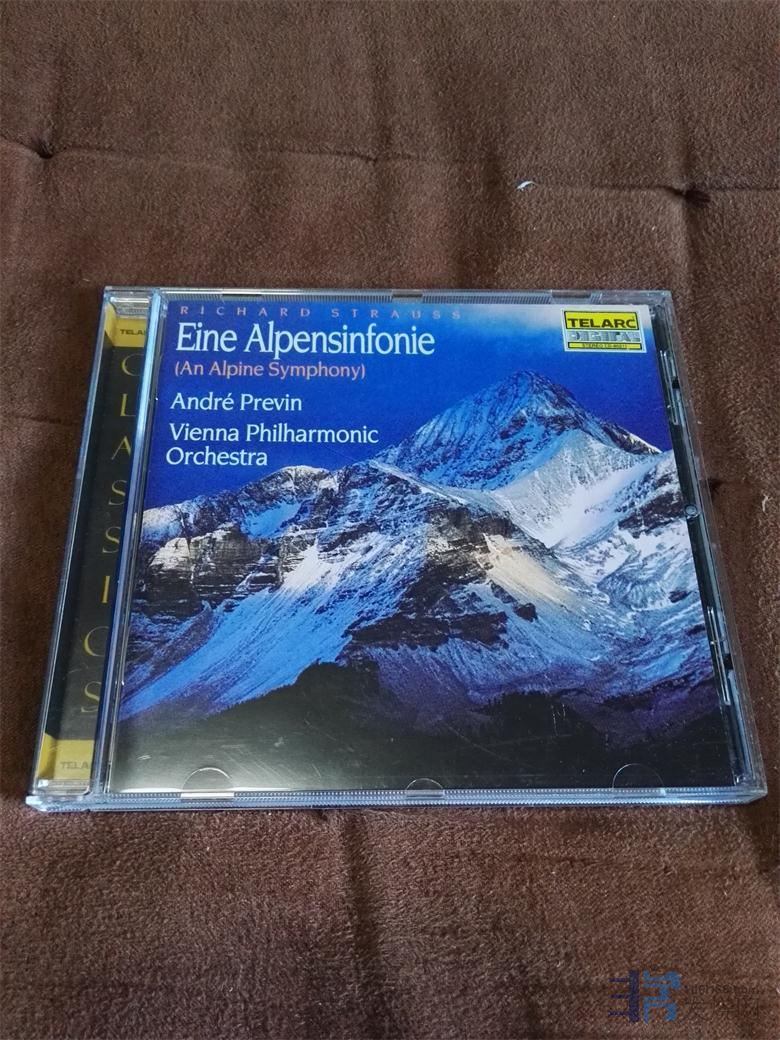 RICHARD STRAUSS
Eine Alpensinfonie
(An Alpine Symphony)
André Previn
Vienna Philharmonic
Orchestra
TELARC
DIGITAL
CLASSICS